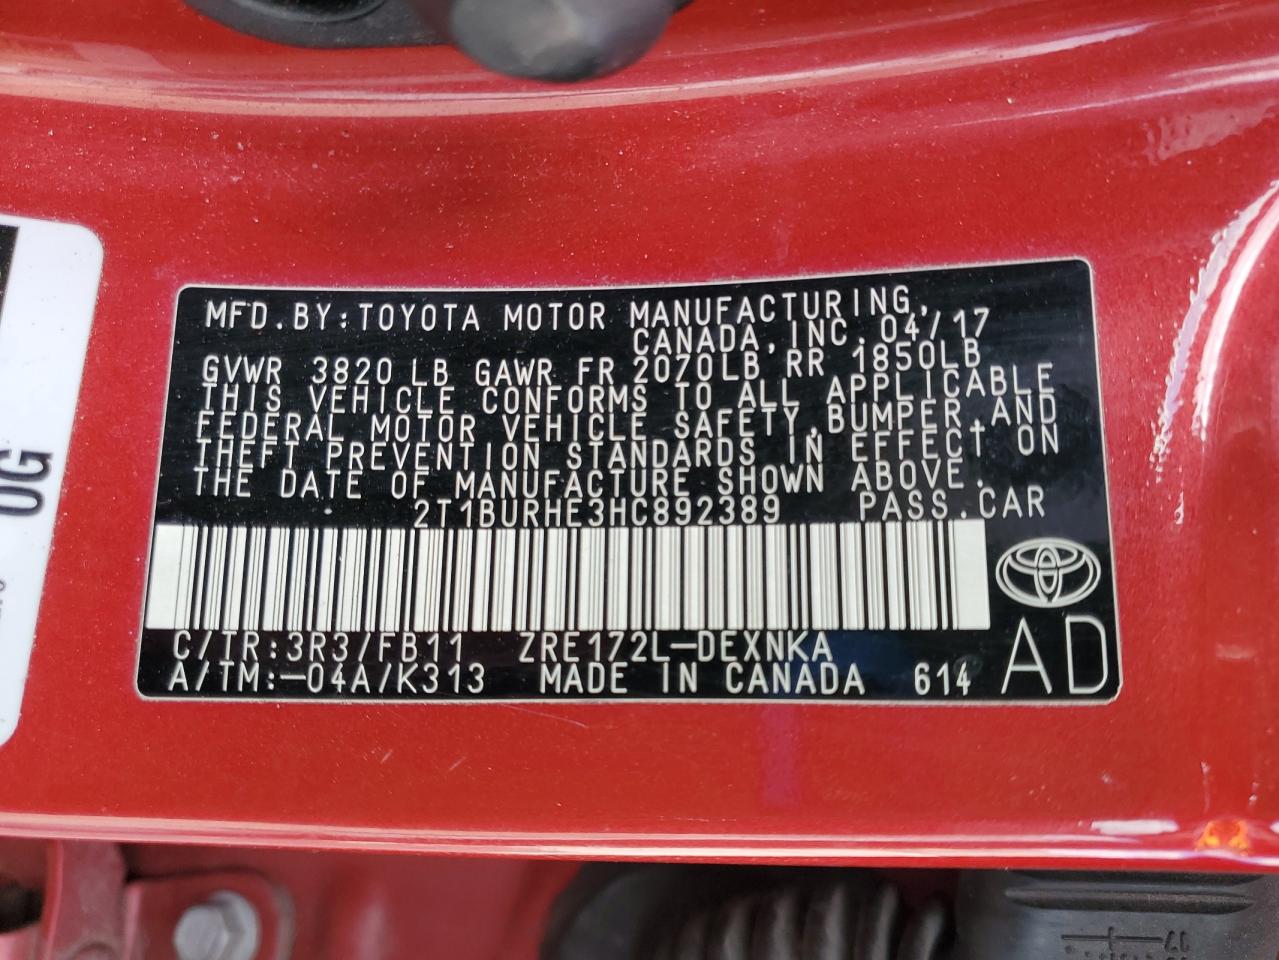 MFD.BY:TOYOTA MOTOR MANUFACTURING,
CANADA,INC.04/17
GVWR 3820 LB GAWR FR 2070LB RR 1850LB
THIS VEHICLE CONFORMS TO ALL APPLICABLE
FEDERAL MOTOR VEHICLE SAFETY,BUMPER,AND
THEFT PREVENTION STANDARDS IN EFFECT ON
THE DATE OF MANUFACTURE SHOWN ABOVE.
2T1BURHE3HC892389 PASS.CAR
C/TR:3R3/FB11 ZRE172L-DEXNKA
A/TM:-04A/K313 MADE IN CANADA 614
AD
OG